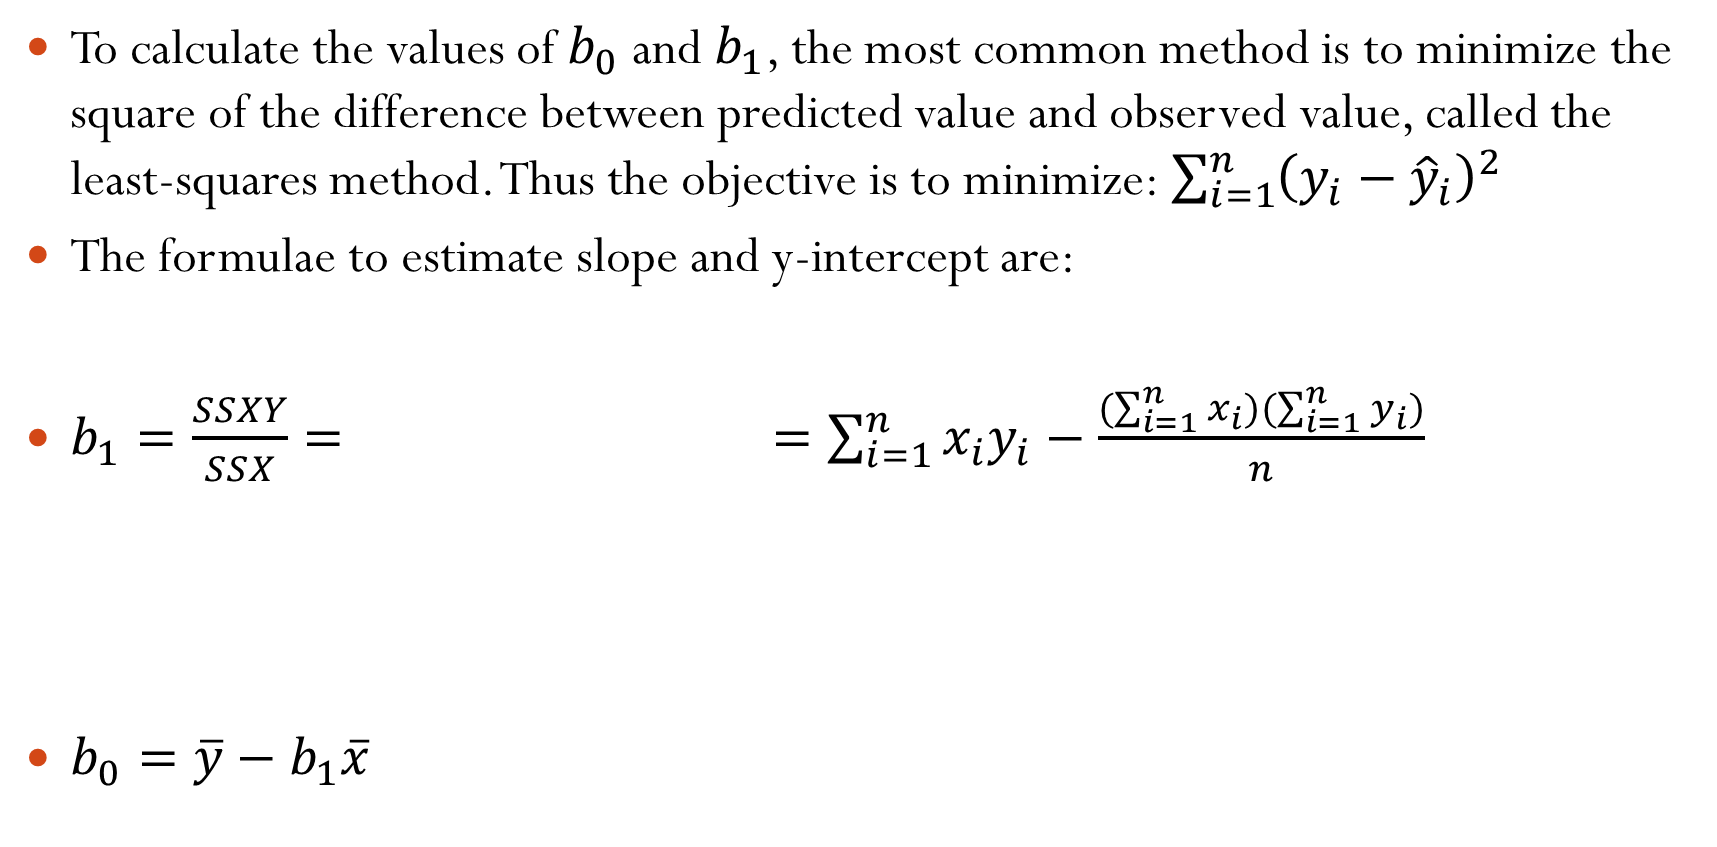 • To calculate the values of b₀ and b₁, the most common method is to minimize the
square of the difference between predicted value and observed value, called the
least-squares method. Thus the objective is to minimize: ∑ⁿᵢ₌₁(yᵢ − ŷᵢ)²
• The formulae to estimate slope and y-intercept are:
• b₁ = SSXY/SSX = = ∑ⁿᵢ₌₁ xᵢyᵢ − (∑ⁿᵢ₌₁ xᵢ)(∑ⁿᵢ₌₁ yᵢ)/n
• b₀ = ȳ − b₁x̄